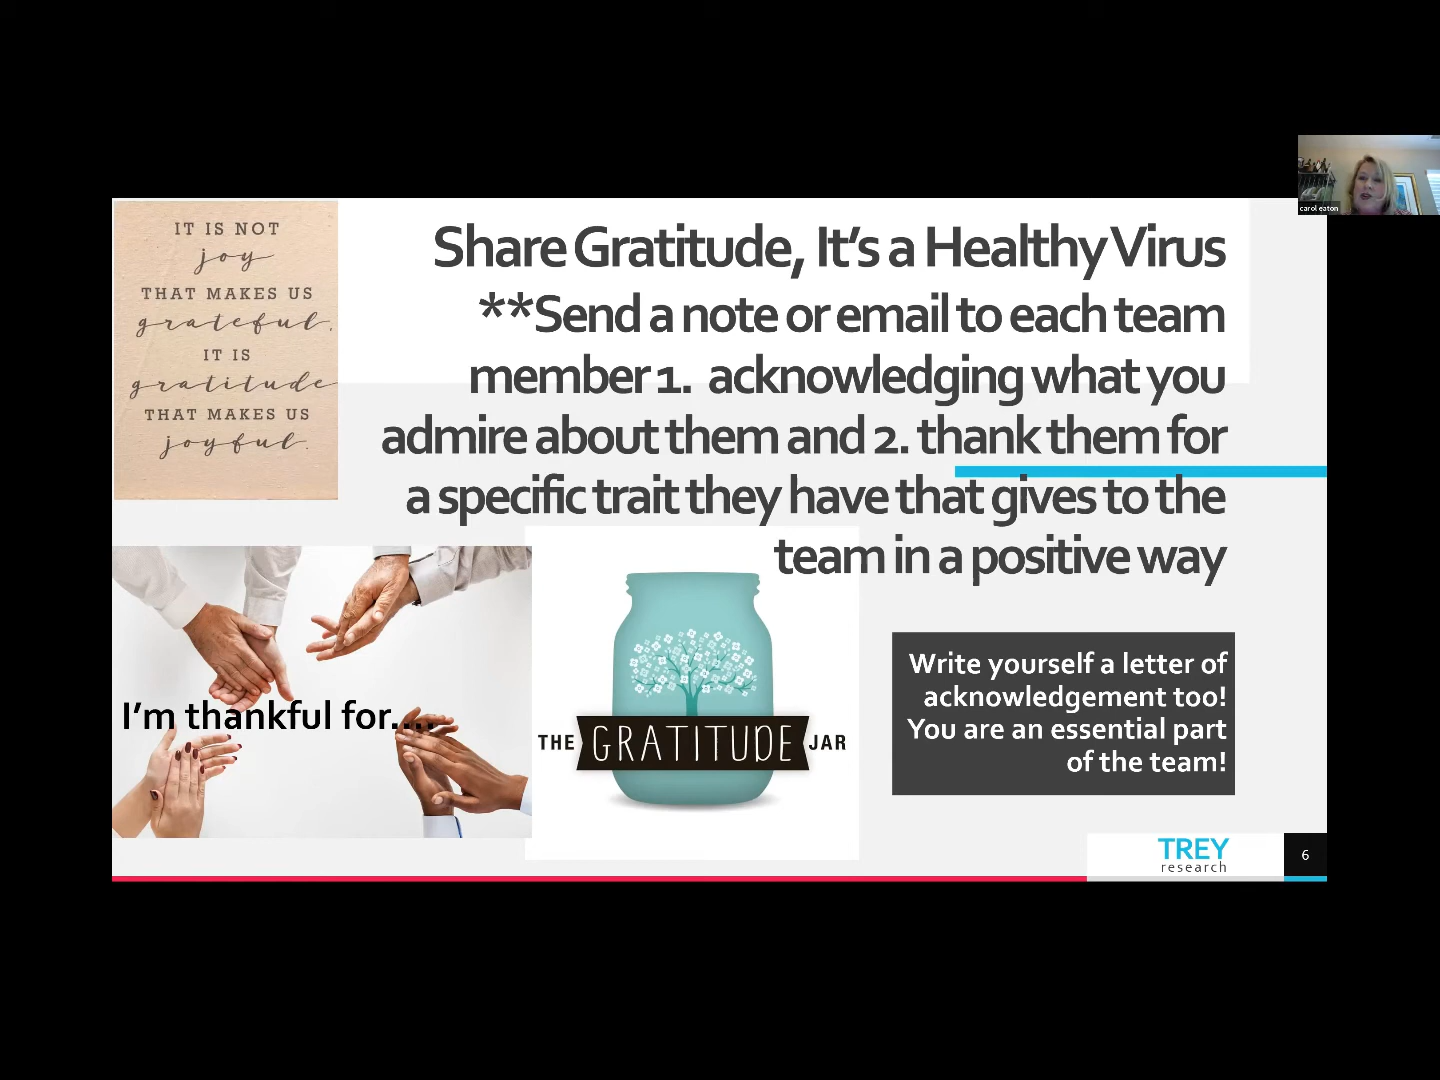 carol eaton
IT IS NOT
joy
THAT MAKES US
grateful.
IT IS
gratitude
THAT MAKES US
joyful.
Share Gratitude, It's a Healthy Virus
**Send a note or email to each team
member 1.  acknowledging what you
admire about them and 2. thank them for
a specific trait they have that gives to the
team in a positive way
I'm thankful for....
THE GRATITUDE JAR
Write yourself a letter of
acknowledgement too!
You are an essential part
of the team!
TREY
research
6